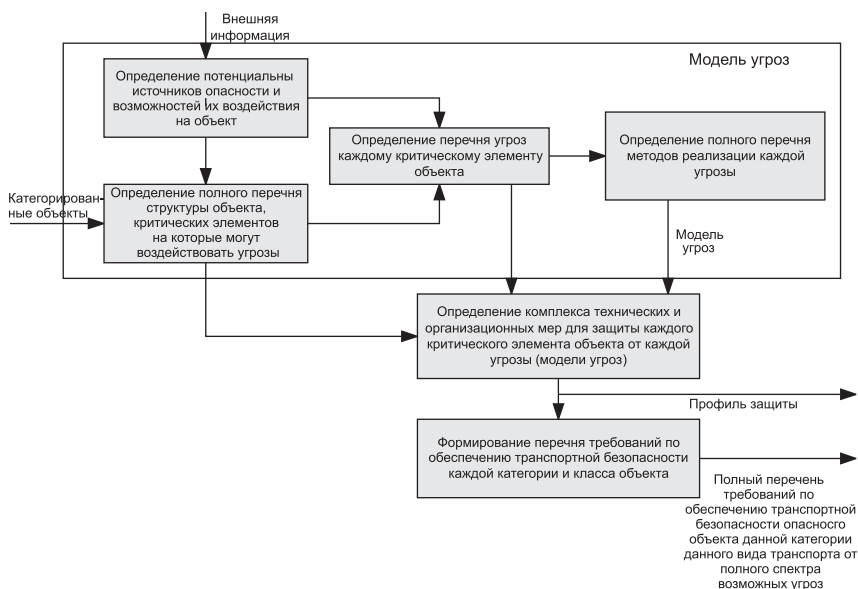 Внешняя
информация
Модель угроз
Определение потенциальны
источников опасности и
возможностей их воздействия
на объект
Определение перечня угроз
каждому критическому элементу
объекта
Определение полного перечня
методов реализации каждой
угрозы
Категорирован-
ные объекты
Определение полного перечня
структуры объекта,
критических элементов
на которые могут
воздействовать угрозы
Модель
угроз
Определение комплекса технических и
организационных мер для защиты каждого
критического элемента объекта от каждой
угрозы (модели угроз)
Профиль защиты
Формирование перечня требований по
обеспечению транспортной безопасности
каждой категории и класса объекта
Полный перечень
требований по
обеспечению транспортной
безопасности опасного
объекта данной категории
данного вида транспорта от
полного спектра
возможных угроз